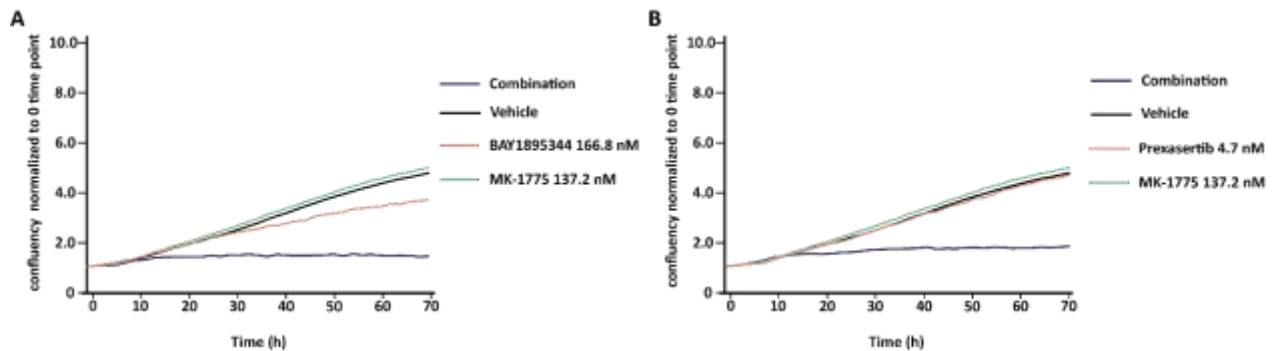 A
confluency normalized to 0 time point
10.0
8.0
6.0
4.0
2.0
0
0 10 20 30 40 50 60 70
Time (h)
Combination
Vehicle
BAY1895344 166.8 nM
MK-1775 137.2 nM
B
confluency normalized to 0 time point
10.0
8.0
6.0
4.0
2.0
0
0 10 20 30 40 50 60 70
Time (h)
Combination
Vehicle
Prexasertib 4.7 nM
MK-1775 137.2 nM